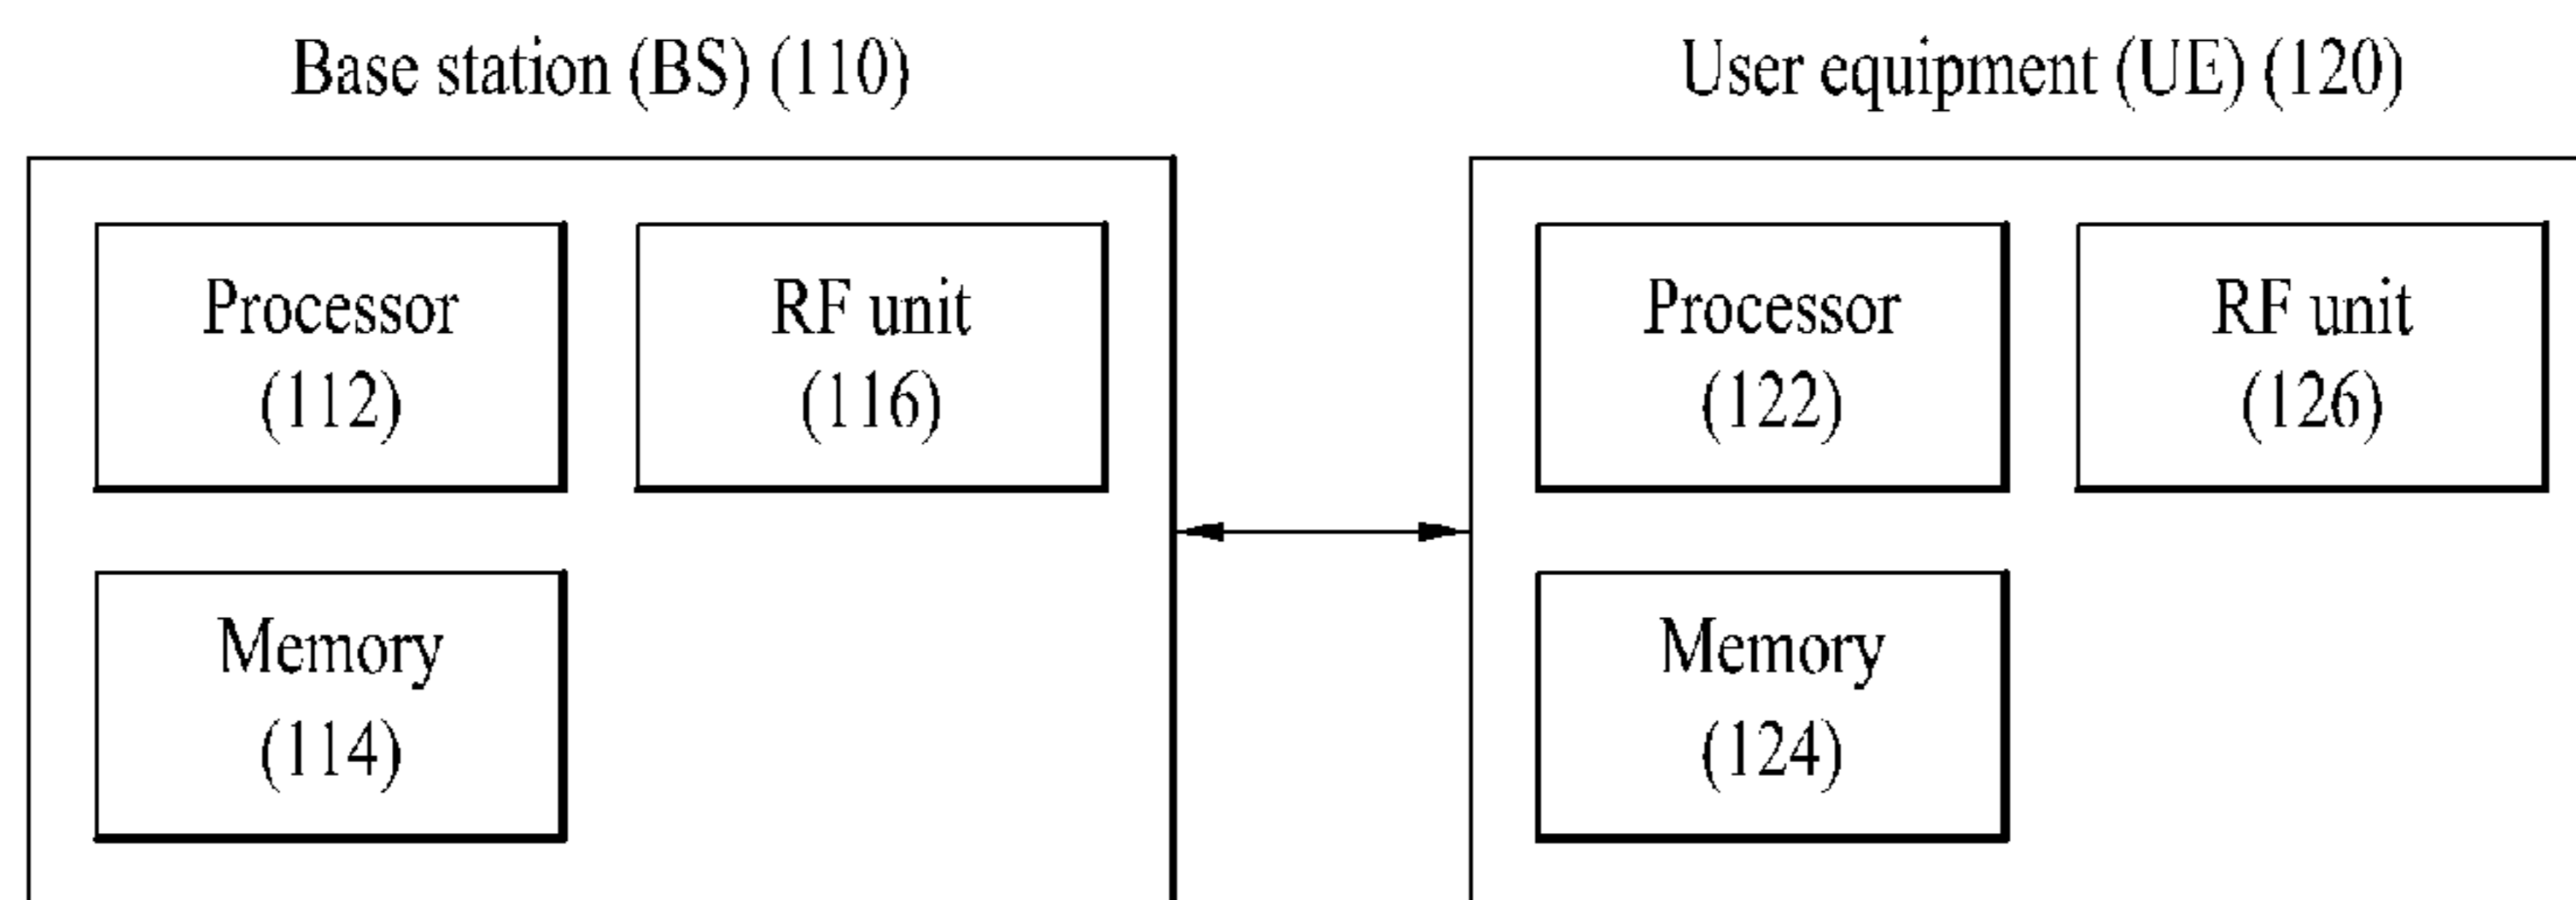 Base station (BS) (110)
User equipment (UE) (120)
Processor
(112)
RF unit
(116)
Memory
(114)
Processor
(122)
RF unit
(126)
Memory
(124)